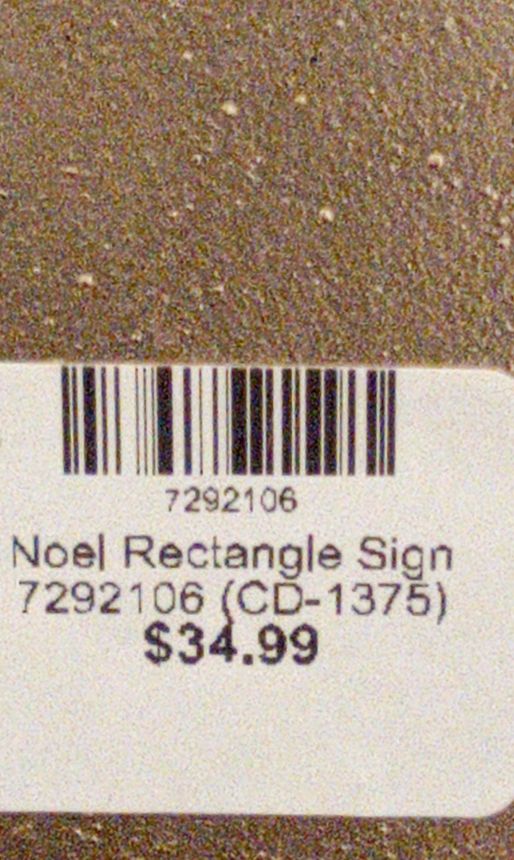 7292106
Noel Rectangle Sign
7292106 (CD-1375)
$34.99